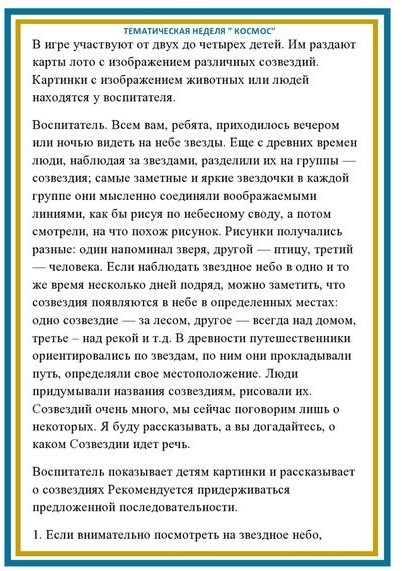 ТЕМАТИЧЕСКАЯ НЕДЕЛЯ " КОСМОС"
В игре участвуют от двух до четырех детей. Им раздают
карты лото с изображением различных созвездий.
Картинки с изображением животных или людей
находятся у воспитателя.
Воспитатель. Всем вам, ребята, приходилось вечером
или ночью видеть на небе звезды. Еще с древних времен
люди, наблюдая за звездами, разделили их на группы —
созвездия; самые заметные и яркие звездочки в каждой
группе они мысленно соединяли воображаемыми
линиями, как бы рисуя по небесному своду, а потом
смотрели, на что похож рисунок. Рисунки получались
разные: один напоминал зверя, другой — птицу, третий
— человека. Если наблюдать звездное небо в одно и то
же время несколько дней подряд, можно заметить, что
созвездия появляются в небе в определенных местах:
одно созвездие — за лесом, другое — всегда над домом,
третье – над рекой и т.д. В древности путешественники
ориентировались по звездам, по ним они прокладывали
путь, определяли свое местоположение. Люди
придумывали названия созвездиям, рисовали их.
Созвездий очень много, мы сейчас поговорим лишь о
некоторых. Я буду рассказывать, а вы догадайтесь, о
каком Созвездии идет речь.
Воспитатель показывает детям картинки и рассказывает
о созвездиях Рекомендуется придерживаться
предложенной последовательности.
1. Если внимательно посмотреть на звездное небо,